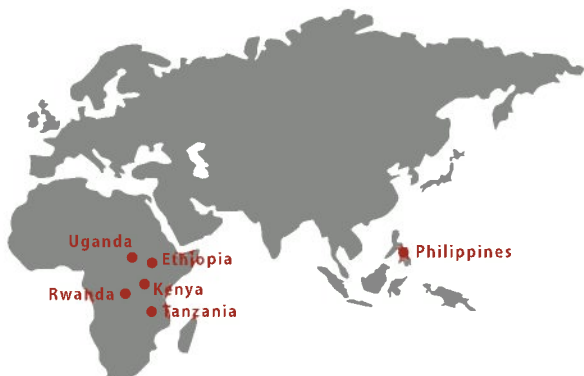 Uganda
Ethiopia
Philippines
Kenya
Rwanda
Tanzania